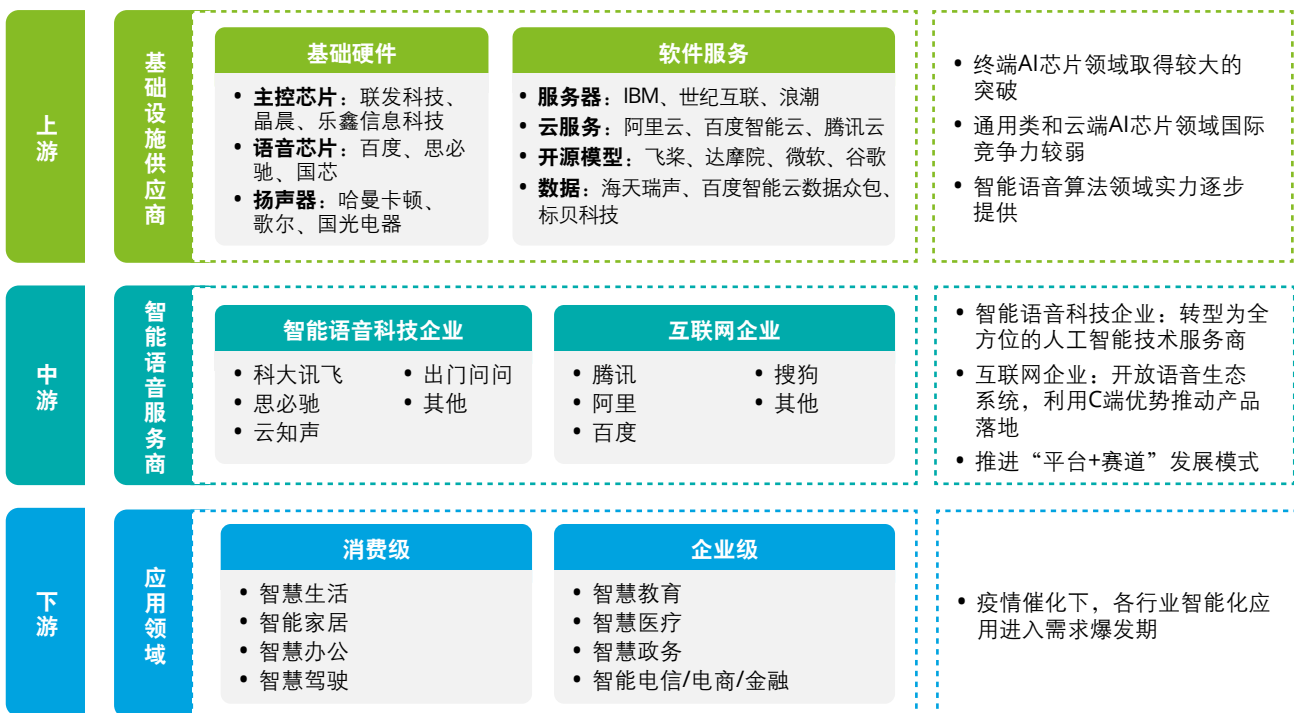 上游
基础设施供应商
基础硬件
• 主控芯片：联发科技、
晶晨、乐鑫信息科技
• 语音芯片：百度、思必
驰、国芯
• 扬声器：哈曼卡顿、
歌尔、国光电器
软件服务
• 服务器：IBM、世纪互联、浪潮
• 云服务：阿里云、百度智能云、腾讯云
• 开源模型：飞桨、达摩院、微软、谷歌
• 数据：海天瑞声、百度智能云数据众包、
标贝科技
• 终端AI芯片领域取得较大的
突破
• 通用类和云端AI芯片领域国际
竞争力较弱
• 智能语音算法领域实力逐步
提供
中游
智能语音服务商
智能语音科技企业
• 科大讯飞
• 思必驰
• 云知声
• 出门问问
• 其他
互联网企业
• 腾讯
• 阿里
• 百度
• 搜狗
• 其他
• 智能语音科技企业：转型为全
方位的人工智能技术服务商
• 互联网企业：开放语音生态
系统，利用C端优势推动产品
落地
• 推进“平台+赛道”发展模式
下游
应用领域
消费级
• 智慧生活
• 智能家居
• 智慧办公
• 智慧驾驶
企业级
• 智慧教育
• 智慧医疗
• 智慧政务
• 智能电信/电商/金融
• 疫情催化下，各行业智能化应
用进入需求爆发期